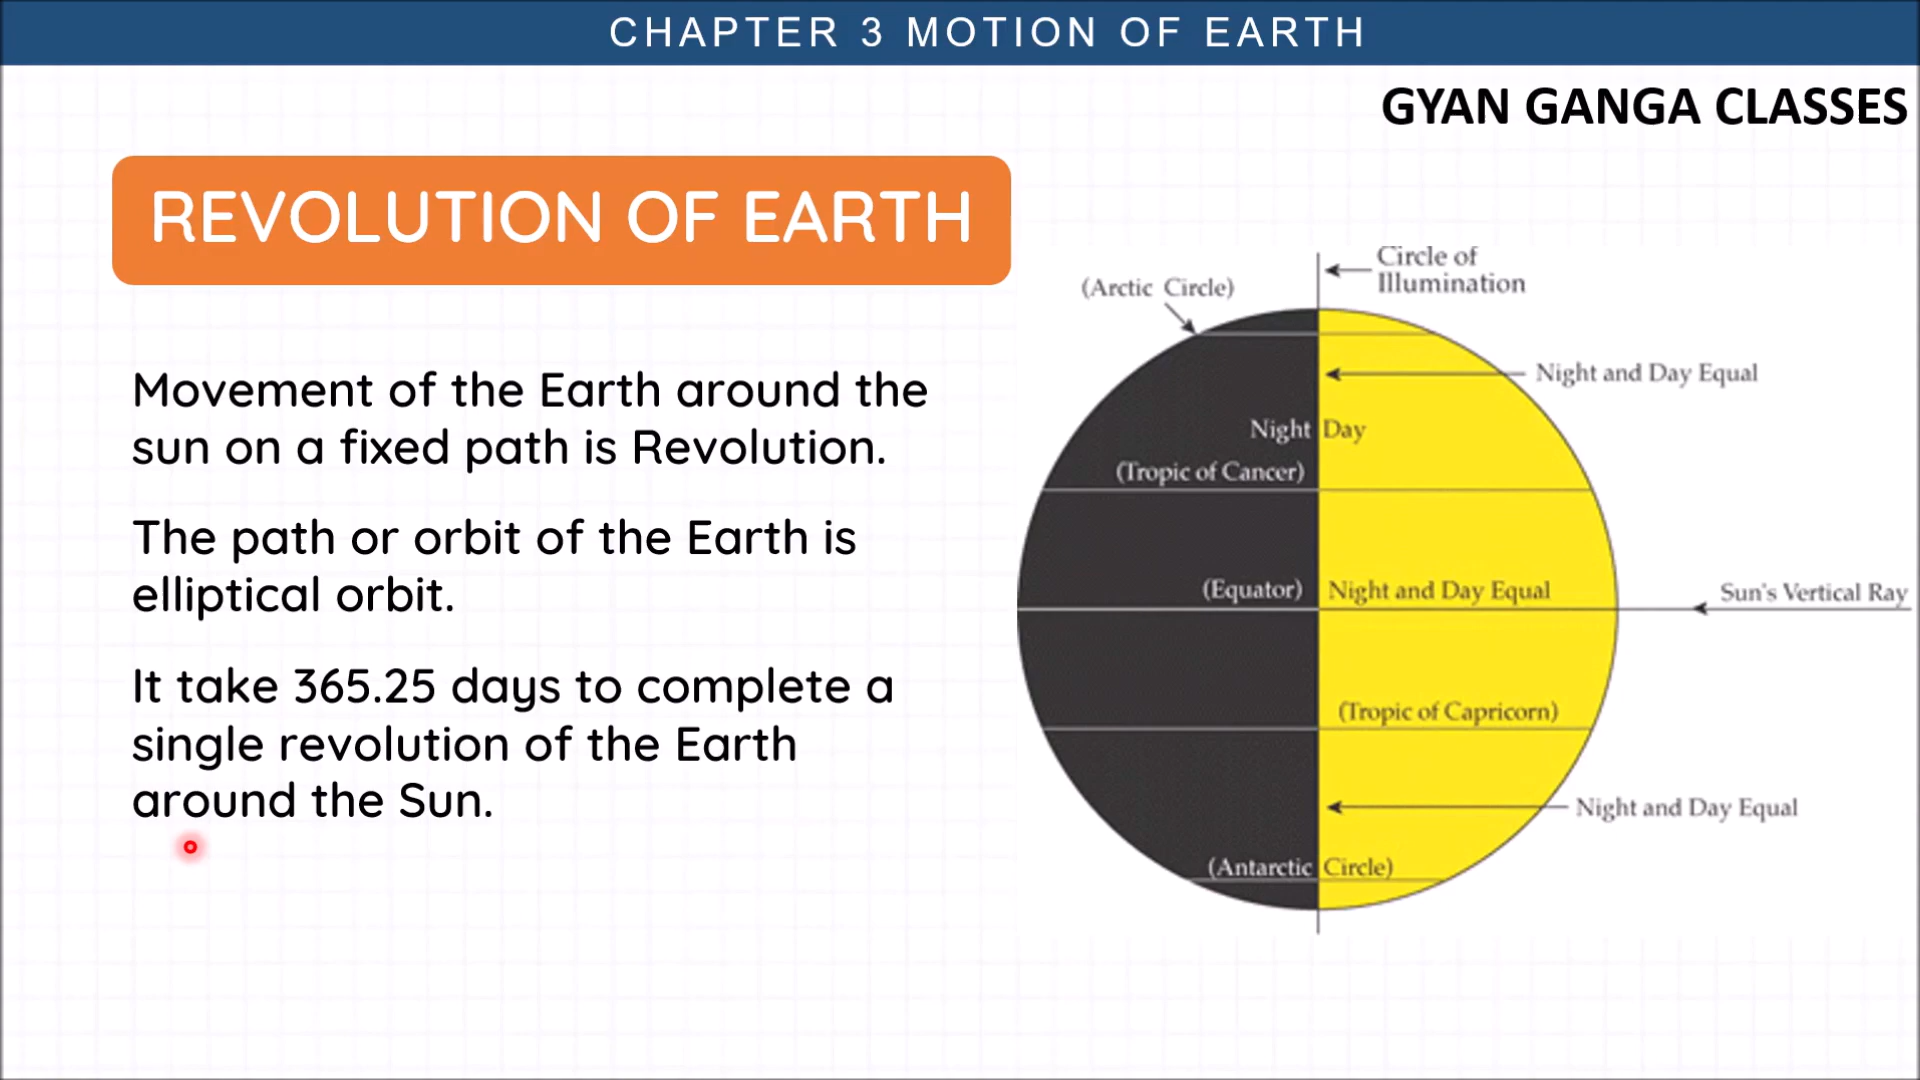 CHAPTER 3 MOTION OF EARTH
GYAN GANGA CLASSES
REVOLUTION OF EARTH
Movement of the Earth around the
sun on a fixed path is Revolution.
The path or orbit of the Earth is
elliptical orbit.
It take 365.25 days to complete a
single revolution of the Earth
around the Sun.
Circle of
Illumination
(Arctic Circle)
Night and Day Equal
Night Day
(Tropic of Cancer)
(Equator) Night and Day Equal
Sun's Vertical Ray
(Tropic of Capricorn)
Night and Day Equal
(Antarctic Circle)